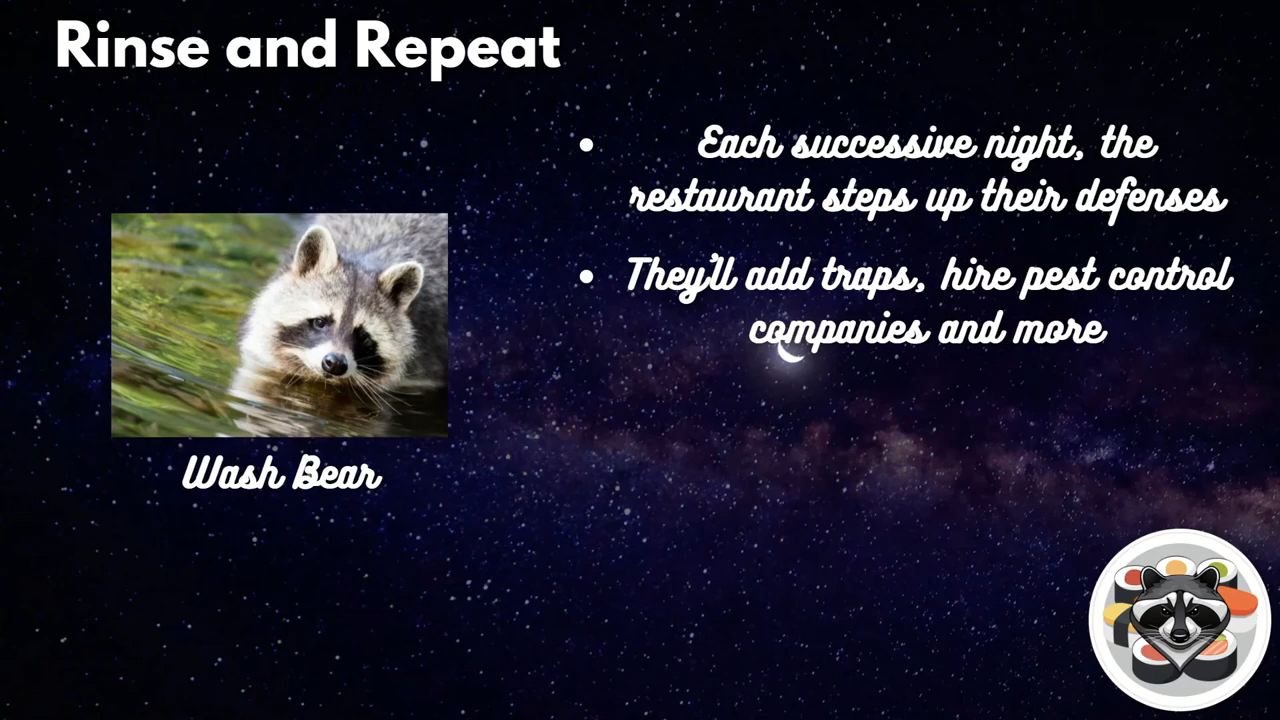 Rinse and Repeat
• Each successive night, the
restaurant steps up their defenses
• They'll add traps, hire pest control
companies and more
Wash Bear